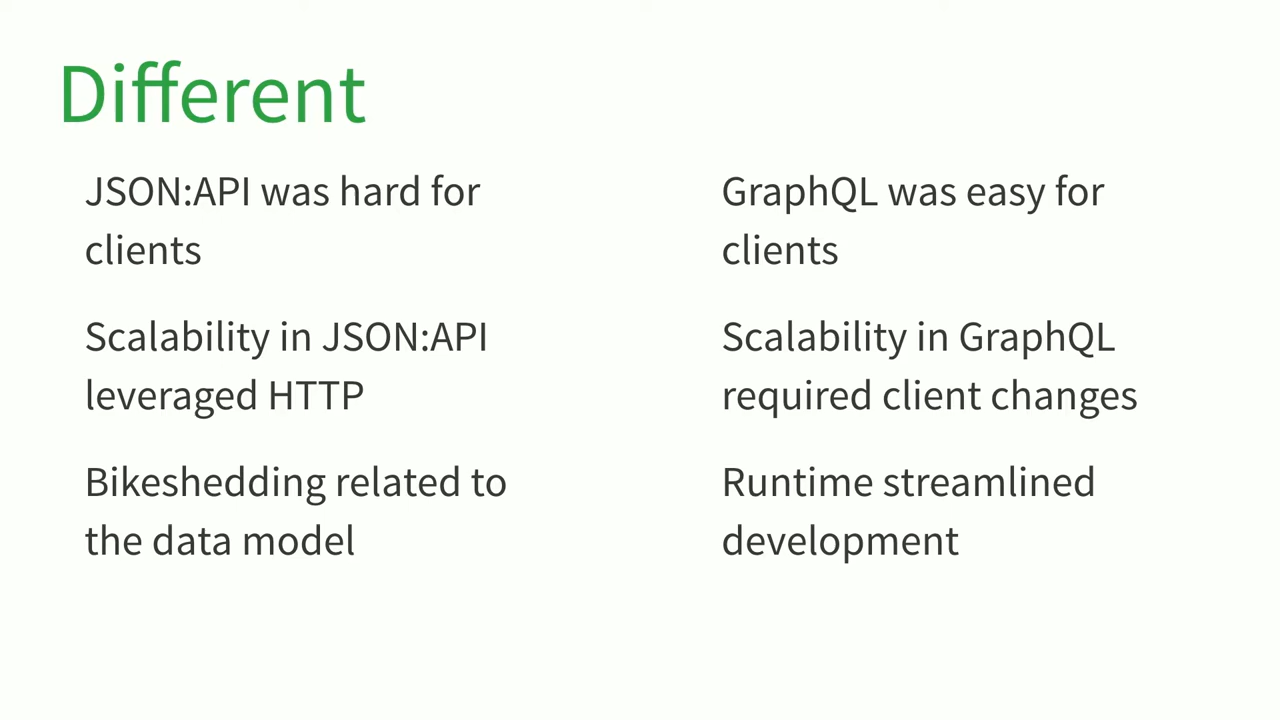 Different
JSON:API was hard for
clients
Scalability in JSON:API
leveraged HTTP
Bikeshedding related to
the data model
GraphQL was easy for
clients
Scalability in GraphQL
required client changes
Runtime streamlined
development